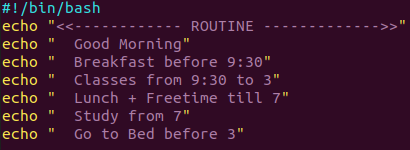 #!/bin/bash
echo "<<------------ ROUTINE ------------->>"
echo "  Good Morning"
echo "  Breakfast before 9:30"
echo "  Classes from 9:30 to 3"
echo "  Lunch + Freetime till 7"
echo "  Study from 7"
echo "  Go to Bed before 3"